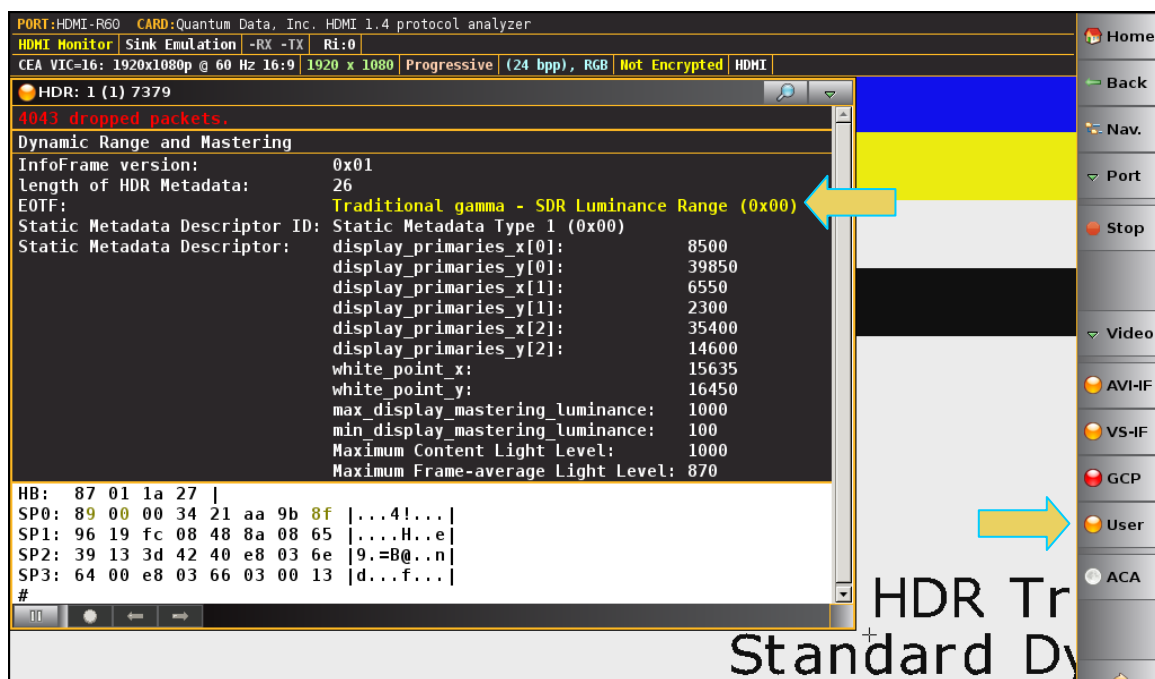 PORT:HDMI-R60 CARD:Quantum Data, Inc. HDMI 1.4 protocol analyzer
HDMI Monitor Sink Emulation -RX -TX Ri:0
CEA VIC=16: 1920x1080p @ 60 Hz 16:9 1920 x 1080 Progressive (24 bpp), RGB Not Encrypted HDMI
HDR: 1 (1) 7379
4043 dropped packets.
Dynamic Range and Mastering
InfoFrame version: 0x01
length of HDR Metadata: 26
EOTF: Traditional gamma - SDR Luminance Range (0x00)
Static Metadata Descriptor ID: Static Metadata Type 1 (0x00)
Static Metadata Descriptor: display_primaries_x[0]: 8500
display_primaries_y[0]: 39850
display_primaries_x[1]: 6550
display_primaries_y[1]: 2300
display_primaries_x[2]: 35400
display_primaries_y[2]: 14600
white_point_x: 15635
white_point_y: 16450
max_display_mastering_luminance: 1000
min_display_mastering_luminance: 100
Maximum Content Light Level: 1000
Maximum Frame-average Light Level: 870
HB: 87 01 1a 27 |
SP0: 89 00 00 34 21 aa 9b 8f |...4!...|
SP1: 96 19 fc 08 48 8a 08 65 |....H..e|
SP2: 39 13 3d 42 40 e8 03 6e |9.=B@..n|
SP3: 64 00 e8 03 66 03 00 13 |d...f...|
#
HDR Tr
Standard Dy
Home
Back
Nav.
Port
Stop
Video
AVI-IF
VS-IF
GCP
User
ACA